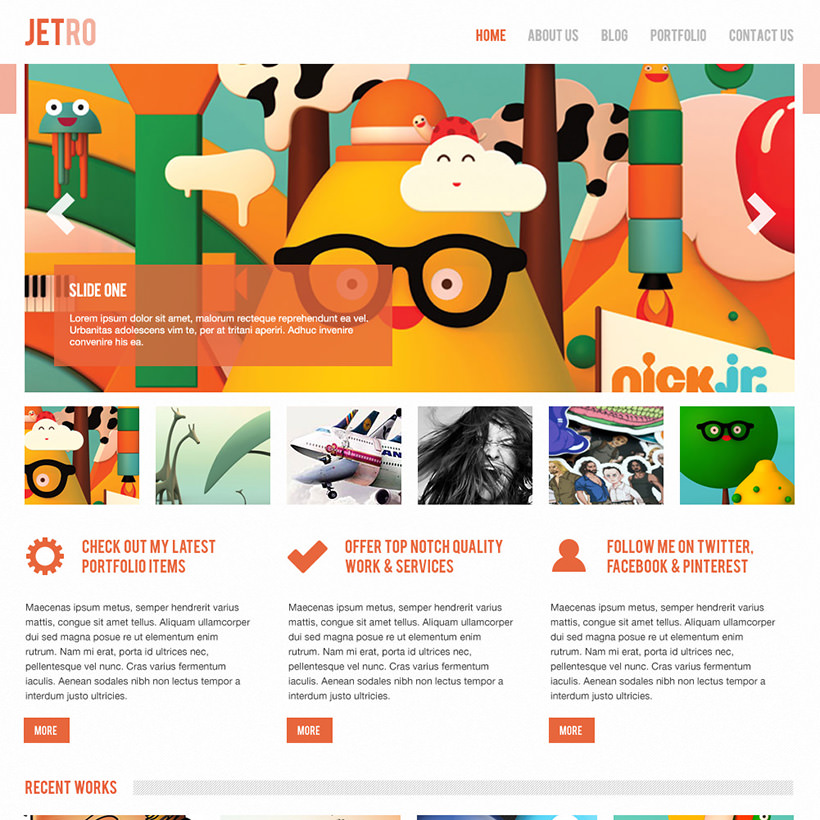 JETRO
HOME ABOUT US BLOG PORTFOLIO CONTACT US
SLIDE ONE
Lorem ipsum dolor sit amet, malorum recteque reprehendunt ea vel.
Urbanitas adolescens vim te, per at tritani aperiri. Adhuc invenire
convenire his ea.
nick jr.
CHECK OUT MY LATEST
PORTFOLIO ITEMS
Maecenas ipsum metus, semper hendrerit varius
mattis, congue sit amet tellus. Aliquam ullamcorper
dui sed magna posue re ut elementum enim
rutrum. Nam mi erat, porta id ultrices nec,
pellentesque vel nunc. Cras varius fermentum
iaculis. Aenean sodales nibh non lectus tempor a
interdum justo ultricies.
MORE
OFFER TOP NOTCH QUALITY
WORK & SERVICES
Maecenas ipsum metus, semper hendrerit varius
mattis, congue sit amet tellus. Aliquam ullamcorper
dui sed magna posue re ut elementum enim
rutrum. Nam mi erat, porta id ultrices nec,
pellentesque vel nunc. Cras varius fermentum
iaculis. Aenean sodales nibh non lectus tempor a
interdum justo ultricies.
MORE
FOLLOW ME ON TWITTER,
FACEBOOK & PINTEREST
Maecenas ipsum metus, semper hendrerit varius
mattis, congue sit amet tellus. Aliquam ullamcorper
dui sed magna posue re ut elementum enim
rutrum. Nam mi erat, porta id ultrices nec,
pellentesque vel nunc. Cras varius fermentum
iaculis. Aenean sodales nibh non lectus tempor a
interdum justo ultricies.
MORE
RECENT WORKS